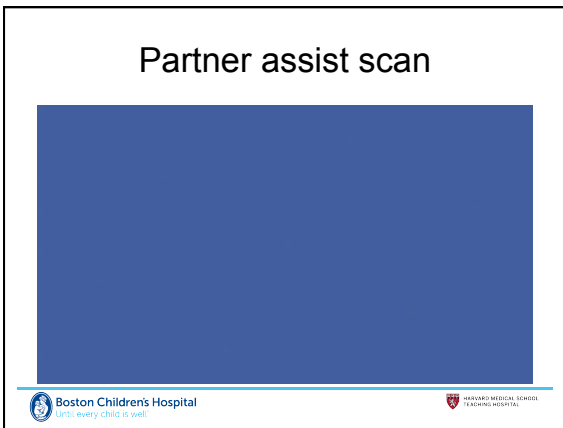 Partner assist scan
Boston Children's Hospital
Until every child is well
HARVARD MEDICAL SCHOOL
TEACHING HOSPITAL